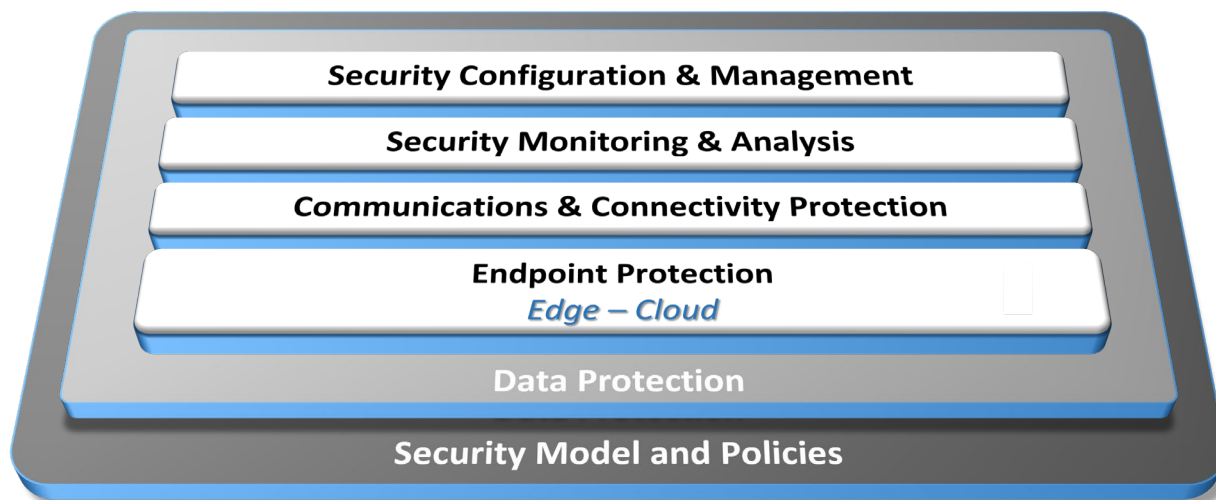 Security Configuration & Management
Security Monitoring & Analysis
Communications & Connectivity Protection
Endpoint Protection
Edge – Cloud
Data Protection
Security Model and Policies